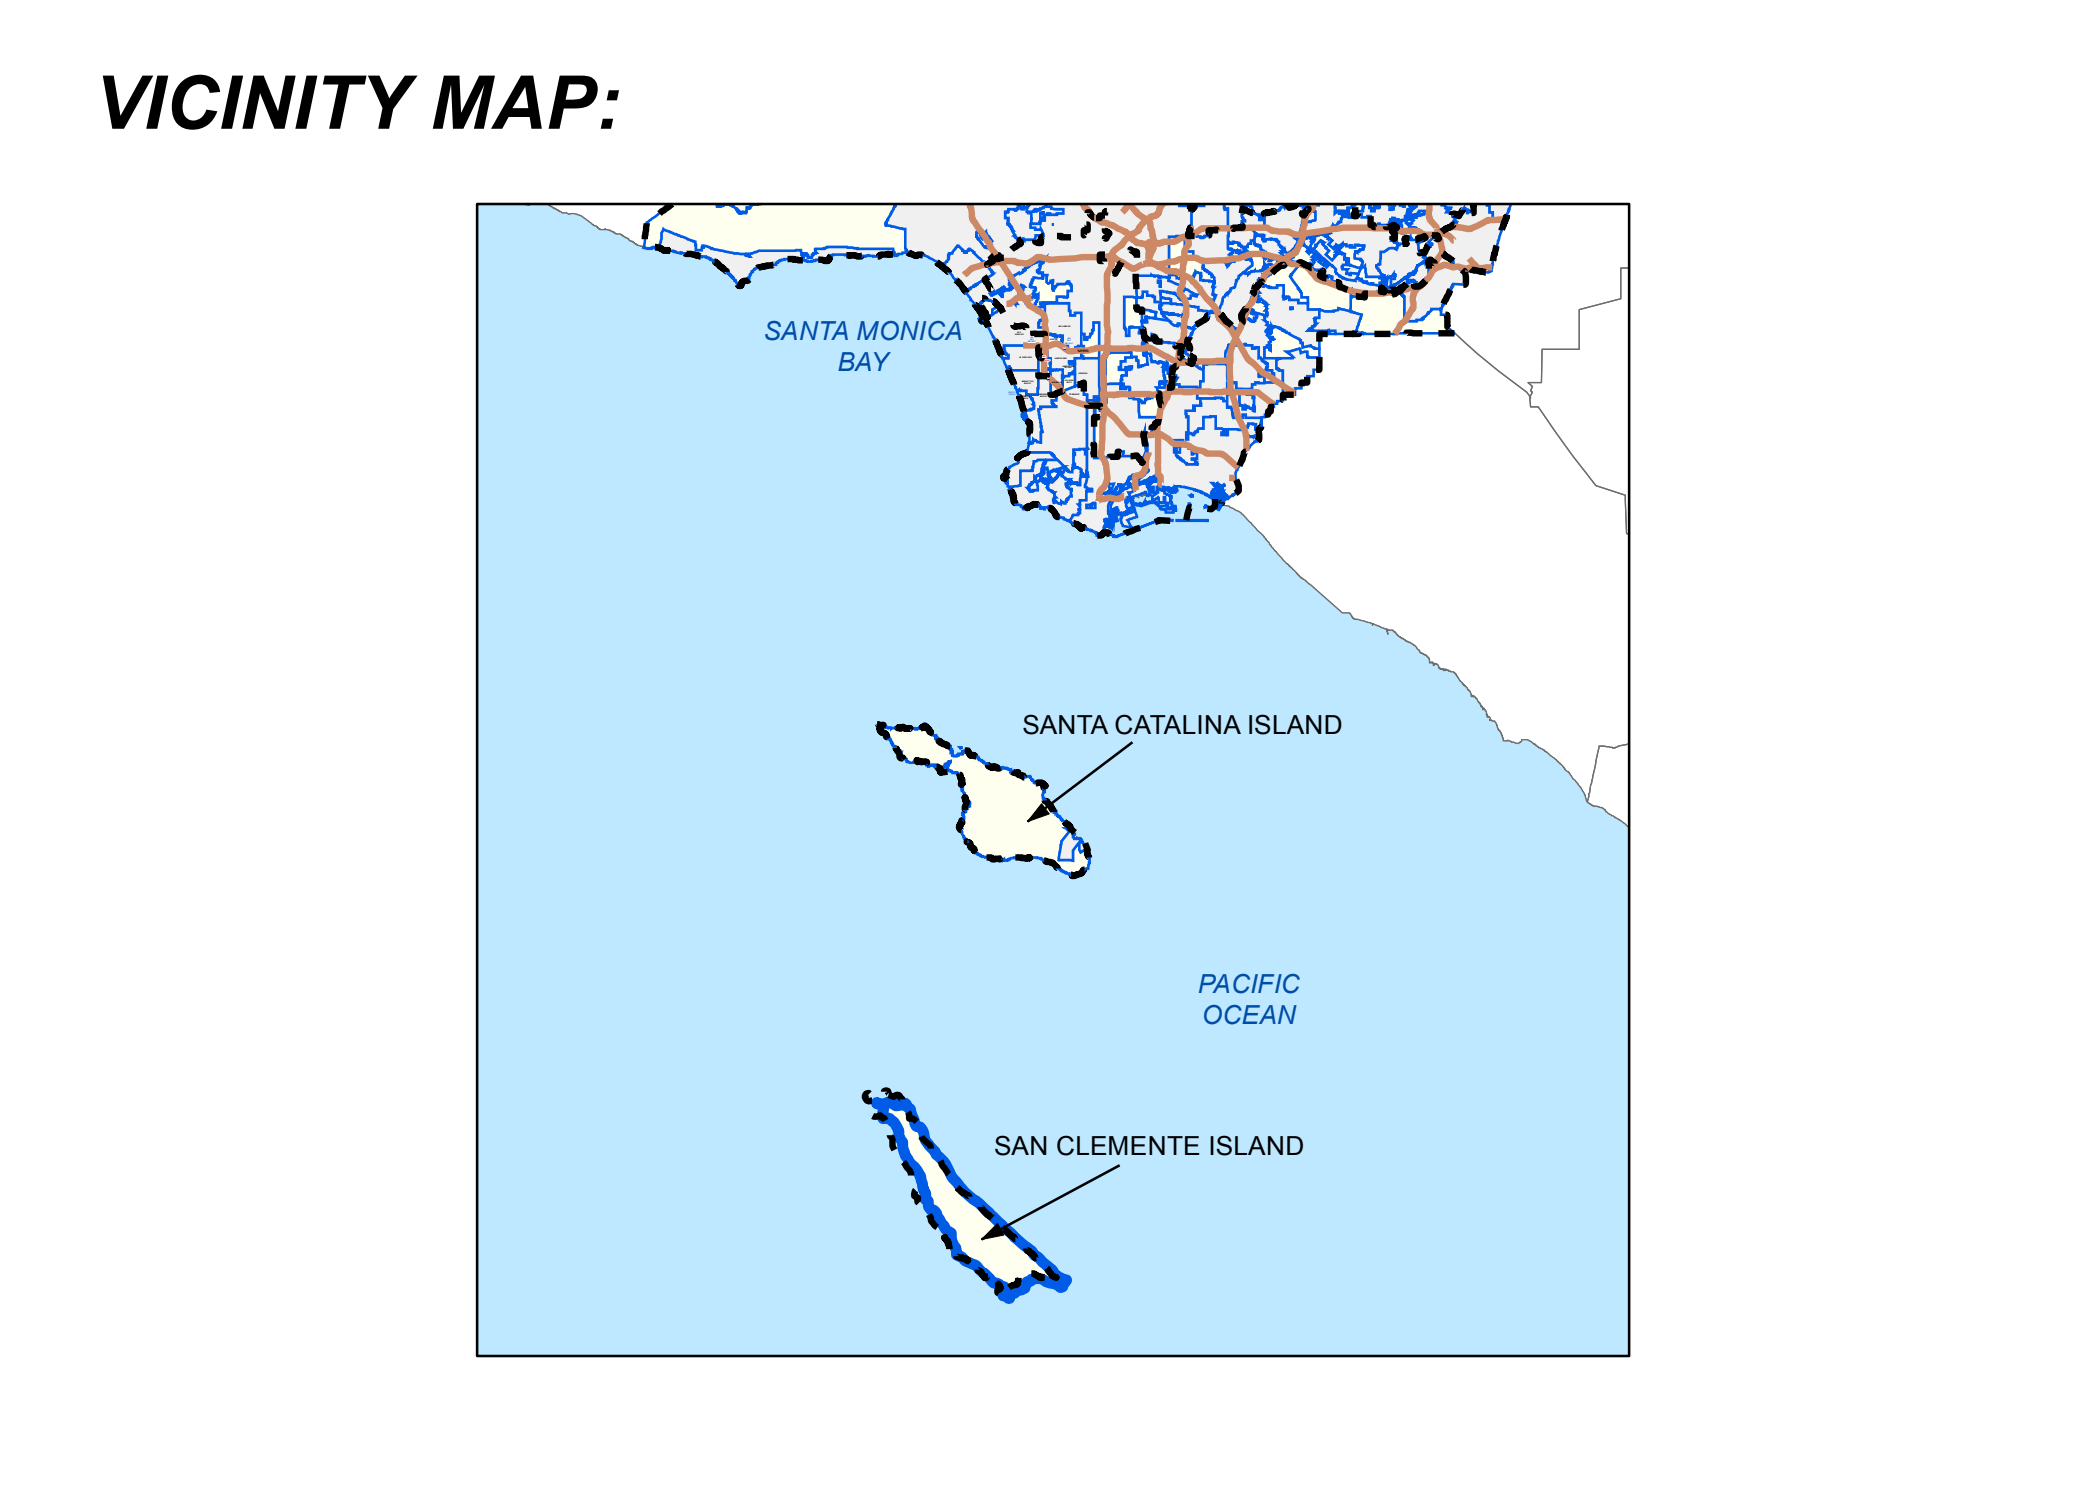 VICINITY MAP:
SANTA MONICA
BAY
SANTA CATALINA ISLAND
PACIFIC
OCEAN
SAN CLEMENTE ISLAND